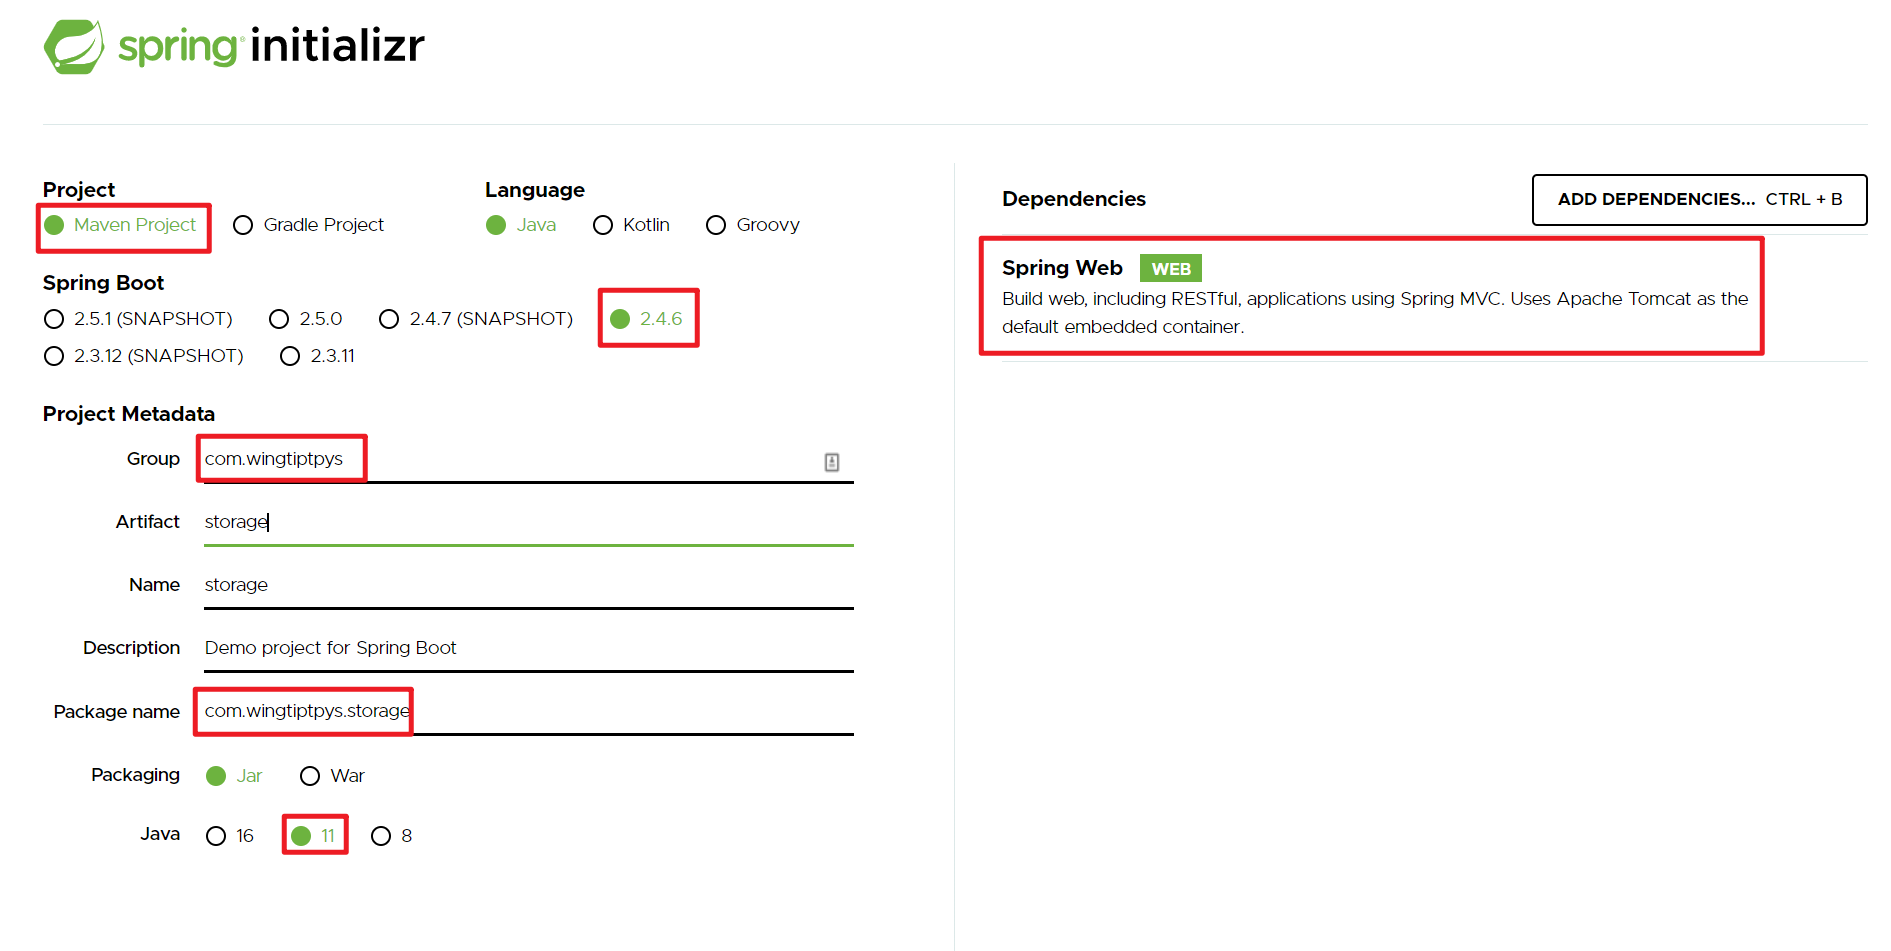 spring initializr
Project
Maven Project Gradle Project
Language
Java Kotlin Groovy
Spring Boot
2.5.1 (SNAPSHOT) 2.5.0 2.4.7 (SNAPSHOT) 2.4.6
2.3.12 (SNAPSHOT) 2.3.11
Project Metadata
Group com.wingtiptpys
Artifact storage
Name storage
Description Demo project for Spring Boot
Package name com.wingtiptpys.storage
Packaging Jar War
Java 16 11 8
Dependencies
ADD DEPENDENCIES... CTRL + B
Spring Web WEB
Build web, including RESTful, applications using Spring MVC. Uses Apache Tomcat as the
default embedded container.